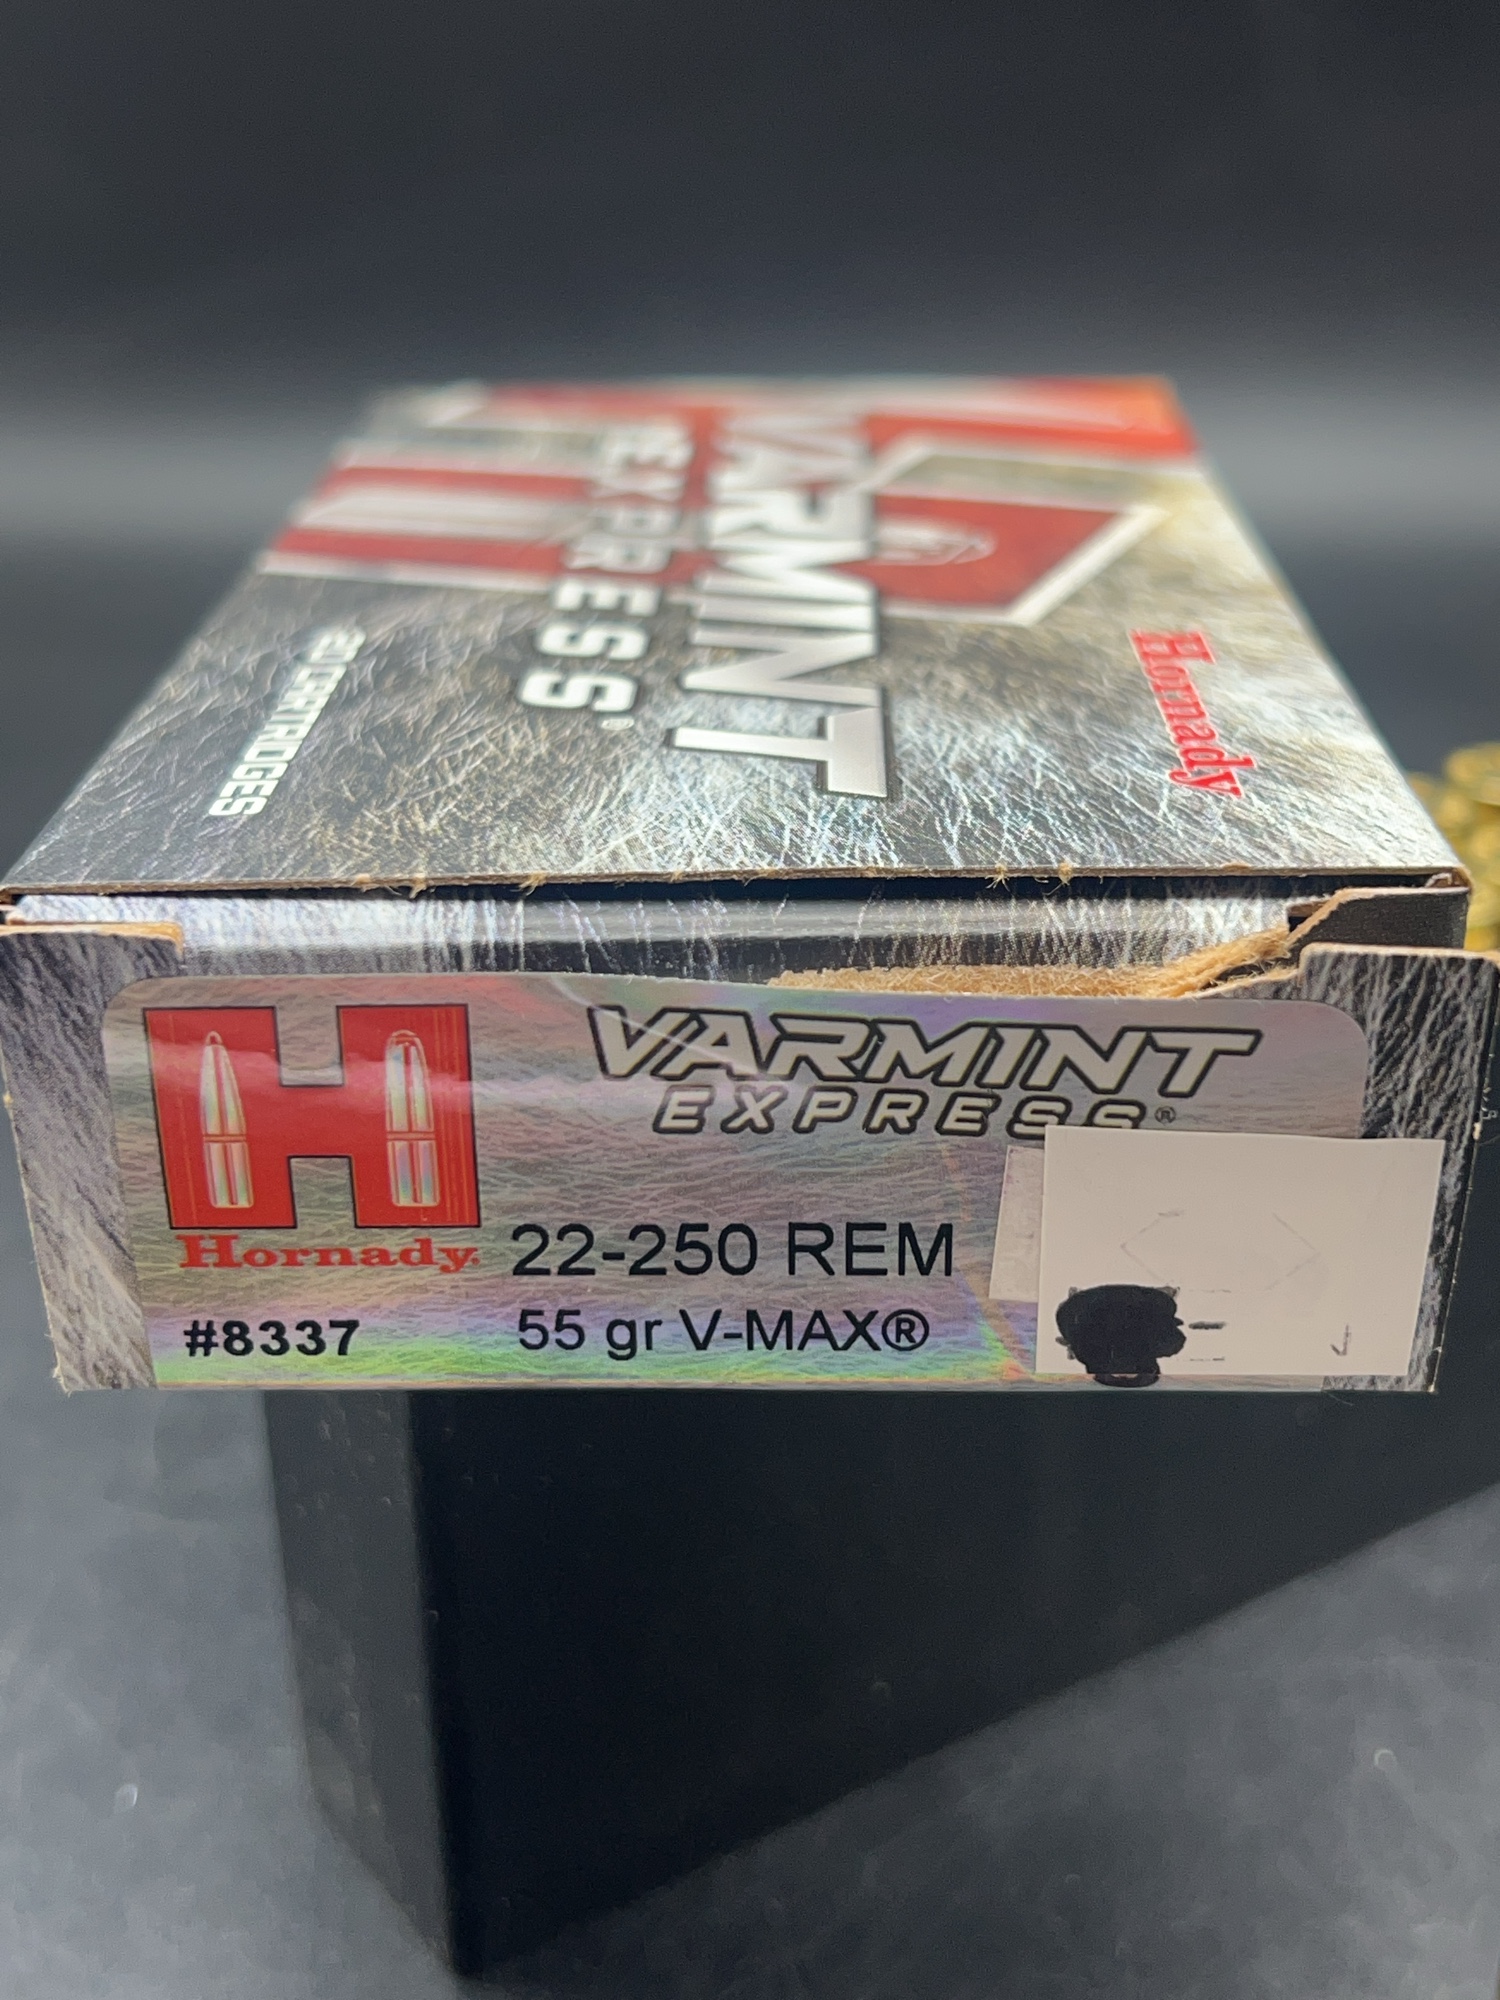 VARMINT
EXPRESS®
Hornady
20 CARTRIDGES
VARMINT
EXPRESS®
H
Hornady.
22-250 REM
#8337
55 gr V-MAX®